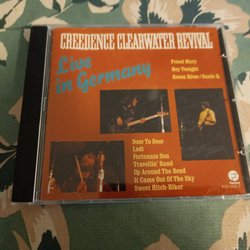 CREEDENCE CLEARWATER REVIVAL
Live
in Germany
Proud Mary
Hey Tonight
Green River/Suzie Q.
Door To Door
Lodi
Fortunate Son
Travellin' Band
Up Around The Bend
It Came Out Of The Sky
Sweet Hitch-Hiker